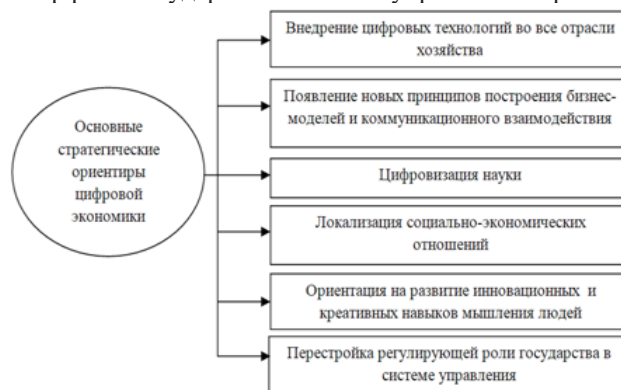 Внедрение цифровых технологий во все отрасли
хозяйства
Появление новых принципов построения бизнес-
моделей и коммуникационного взаимодействия
Основные
стратегические
ориентиры
цифровой
экономики
Цифровизация науки
Локализация социально-экономических
отношений
Ориентация на развитие инновационных и
креативных навыков мышления людей
Перестройка регулирующей роли государства в
системе управления